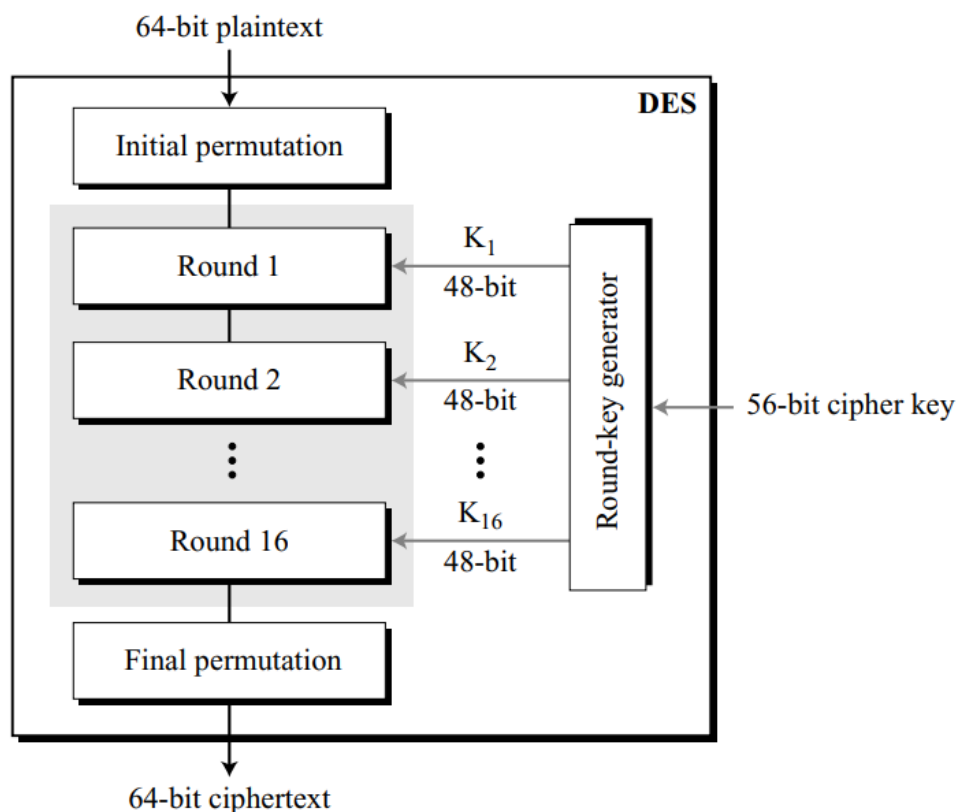 64-bit plaintext
DES
Initial permutation
Round 1
K1
48-bit
Round 2
K2
48-bit
Round-key generator
56-bit cipher key
Round 16
K16
48-bit
Final permutation
64-bit ciphertext